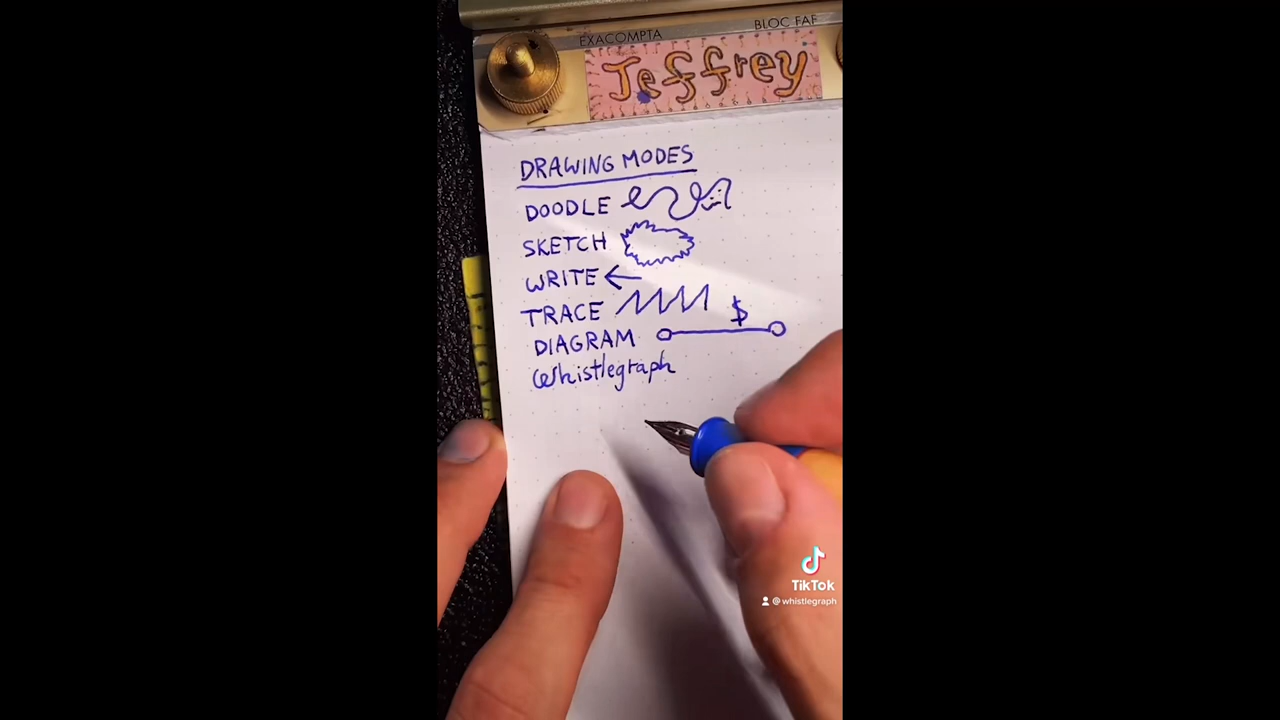 EXACOMPTA BLOC FAF
Jeffrey
DRAWING MODES
DOODLE
SKETCH
WRITE
TRACE
$
DIAGRAM
Whistlegraph
TikTok
@ whistlegraph